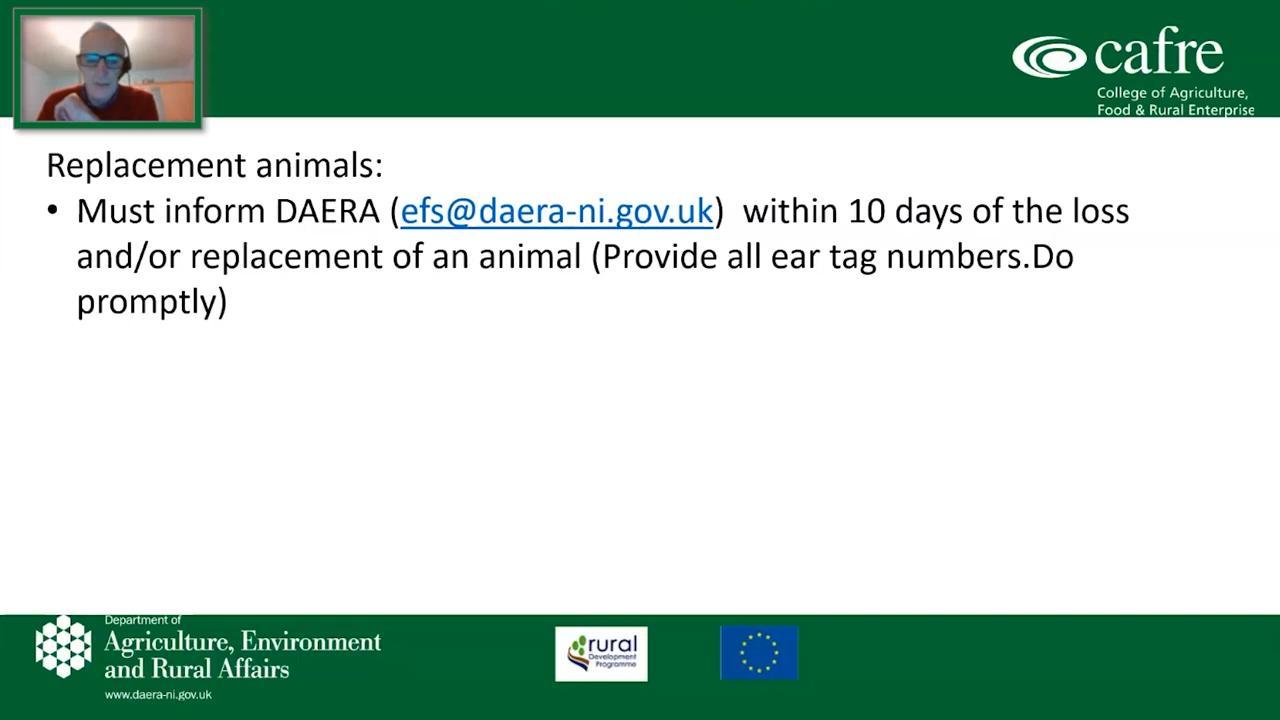 cafre
College of Agriculture,
Food & Rural Enterprise
Replacement animals:
• Must inform DAERA (efs@daera-ni.gov.uk)  within 10 days of the loss
and/or replacement of an animal (Provide all ear tag numbers.Do
promptly)
Department of
Agriculture, Environment
and Rural Affairs
www.daera-ni.gov.uk
rural
Development
Programme